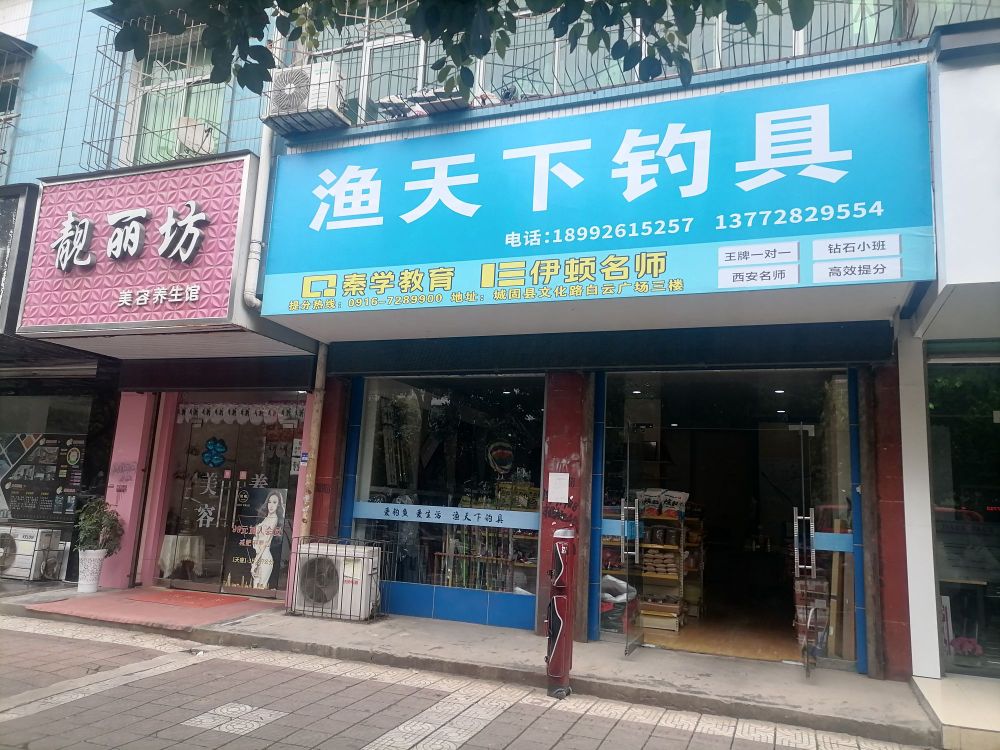 靓丽坊
美容养生馆
渔天下钓具
电话:18992615257 13772829554
秦学教育 伊顿名师
王牌一对一 钻石小班
西安名师 高效提分
提分热线：0916-7289900 地址：城固县文化路白云广场三楼
爱钓鱼 爱生活 渔天下钓具
美容
养